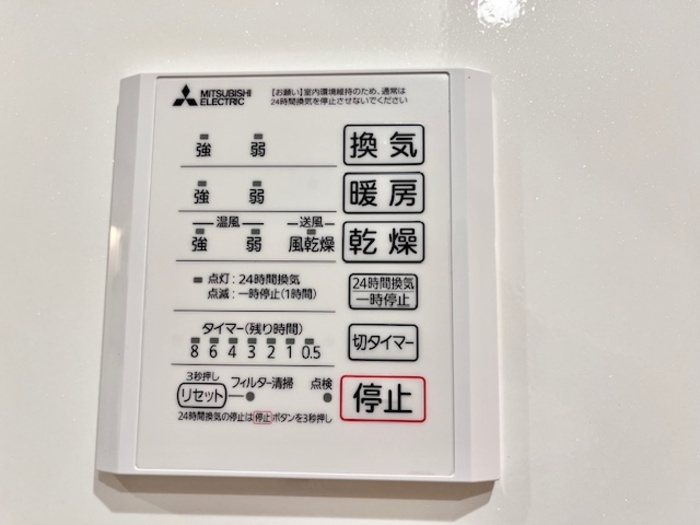 MITSUBISHI
ELECTRIC
【お願い】室内環境維持のため、通常は
24時間換気を停止させないでください
強 弱 換気
強 弱 暖房
温風 送風
強 弱 風乾燥 乾燥
点灯:24時間換気
点滅:一時停止(1時間)
24時間換気
一時停止
タイマー(残り時間)
8 6 4 3 2 1 0.5
切タイマー
3秒押し
リセット フィルター清掃 点検
停止
24時間換気の停止は停止ボタンを3秒押し